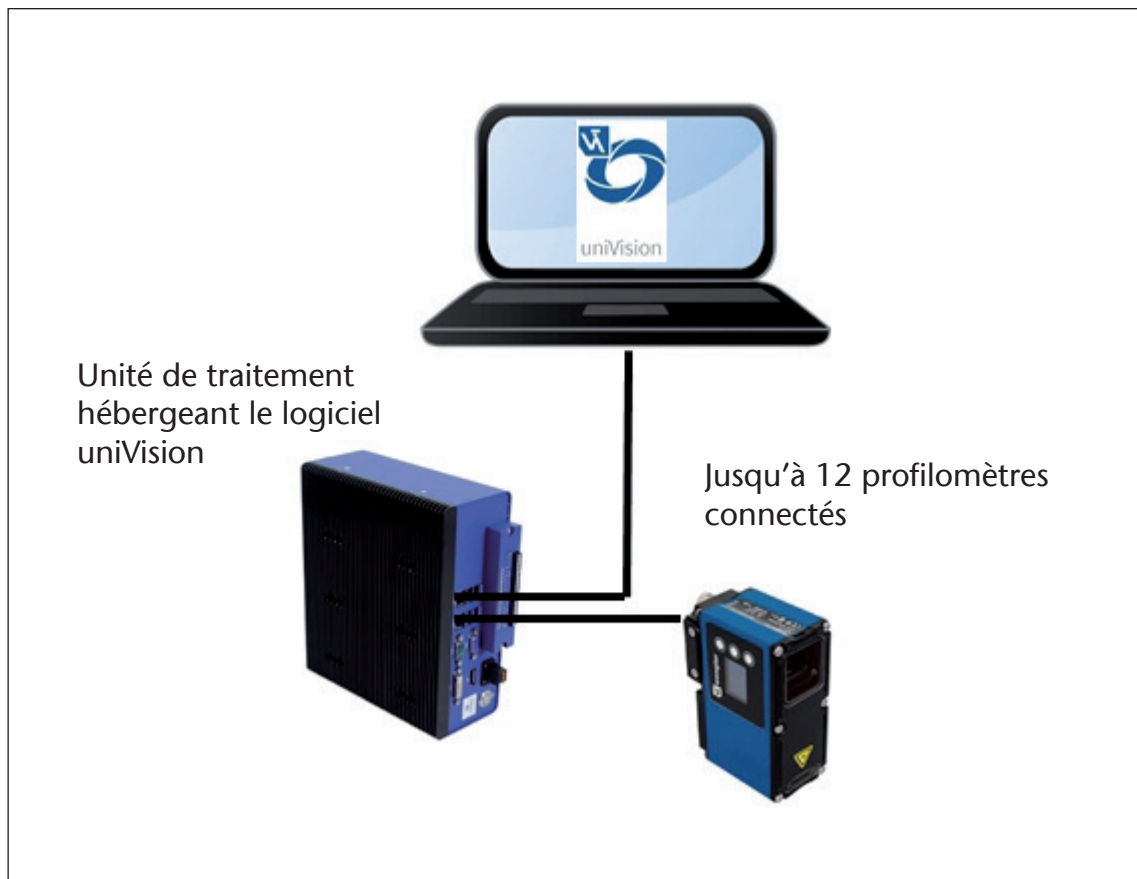 uniVision
Unité de traitement
hébergeant le logiciel
uniVision
Jusqu’à 12 profilomètres
connectés